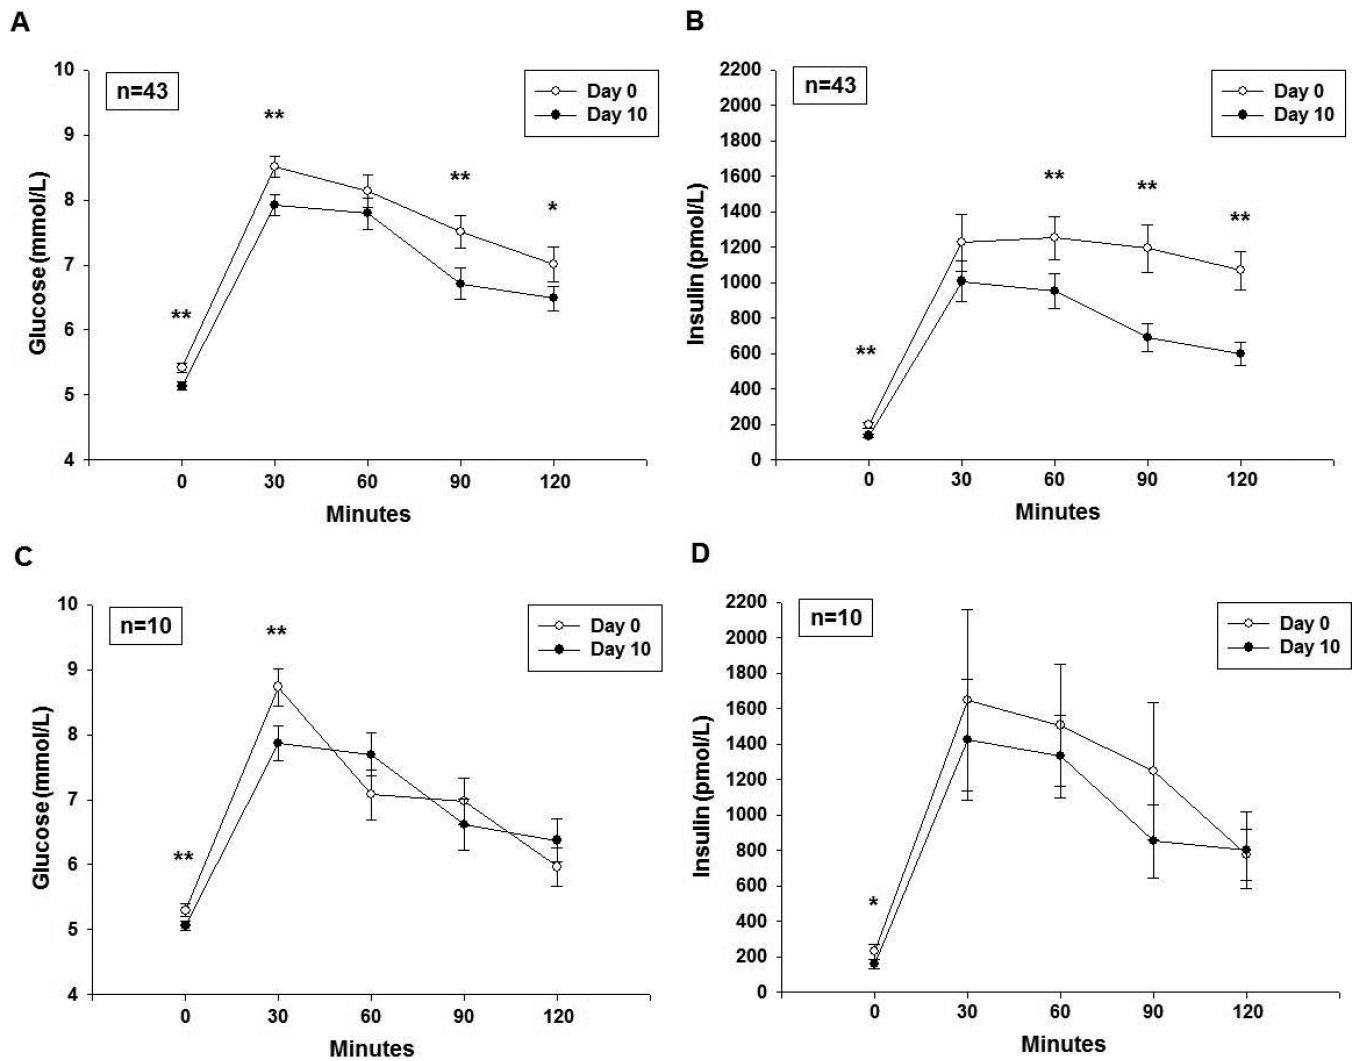 A
n=43
Day 0
Day 10
10
9
8
7
6
5
4
Glucose (mmol/L)
**
**
**
*
0 30 60 90 120
Minutes
B
n=43
Day 0
Day 10
2200
2000
1800
1600
1400
1200
1000
800
600
400
200
0
Insulin (pmol/L)
**
**
**
**
0 30 60 90 120
Minutes
C
n=10
Day 0
Day 10
10
9
8
7
6
5
4
Glucose (mmol/L)
**
**
0 30 60 90 120
Minutes
D
n=10
Day 0
Day 10
2200
2000
1800
1600
1400
1200
1000
800
600
400
200
0
Insulin (pmol/L)
*
0 30 60 90 120
Minutes